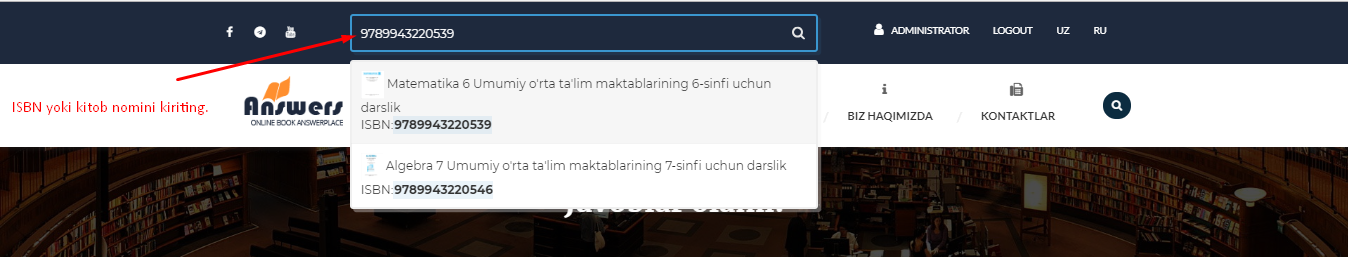 9789943220539
ADMINISTRATOR LOGOUT UZ RU
ISBN yoki kitob nomini kiriting.
Answers
ONLINE BOOK ANSWERPLACE
Matematika 6 Umumiy o'rta ta'lim maktablarining 6-sinfi uchun
darslik
ISBN:9789943220539
Algebra 7 Umumiy o'rta ta'lim maktablarining 7-sinfi uchun darslik
ISBN:9789943220546
/ BIZ HAQIMIZDA / KONTAKTLAR